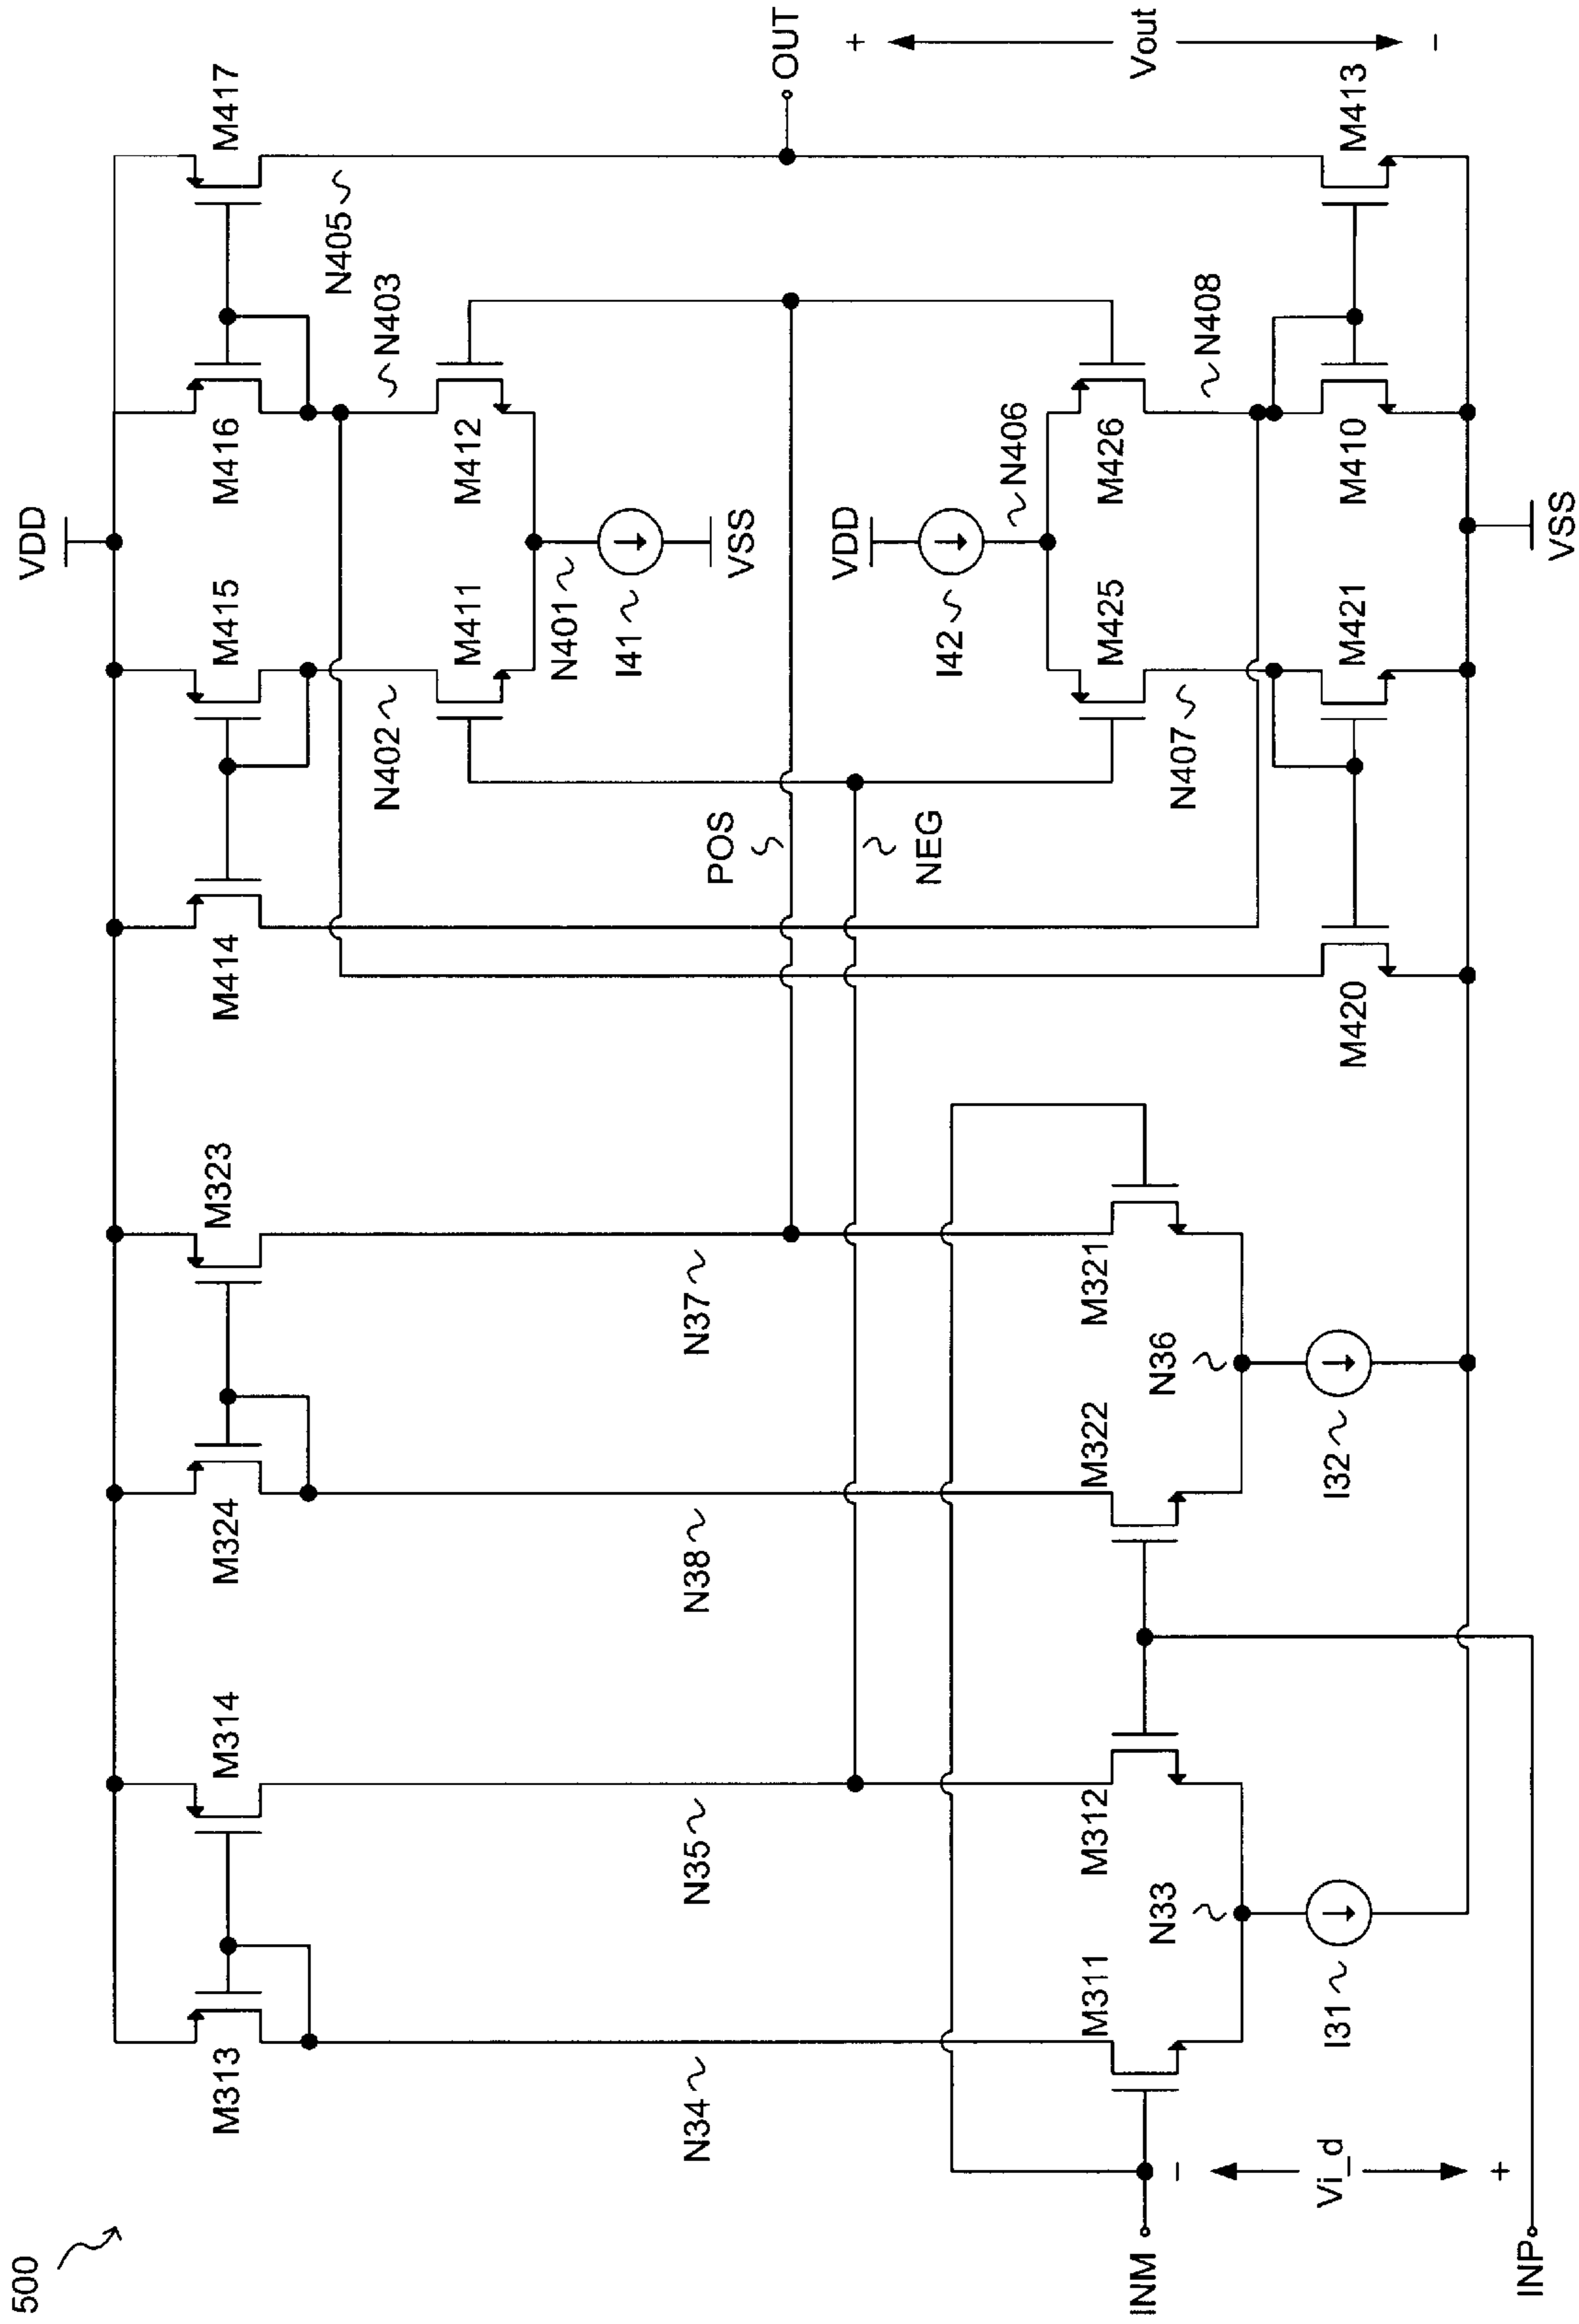 500
VDD
M313
M314
M324
M323
M414
M415
M416
M417
N405
N402
N403
M411
M412
N401
I41
VSS
POS
NEG
OUT
+
Vout
-
VDD
I42
N406
M425
M426
N407
N408
N34
N35
N38
N37
M311
M312
M322
M321
N33
N36
I31
I32
M420
M421
M410
M413
VSS
INM
-
Vi_d
+
INP